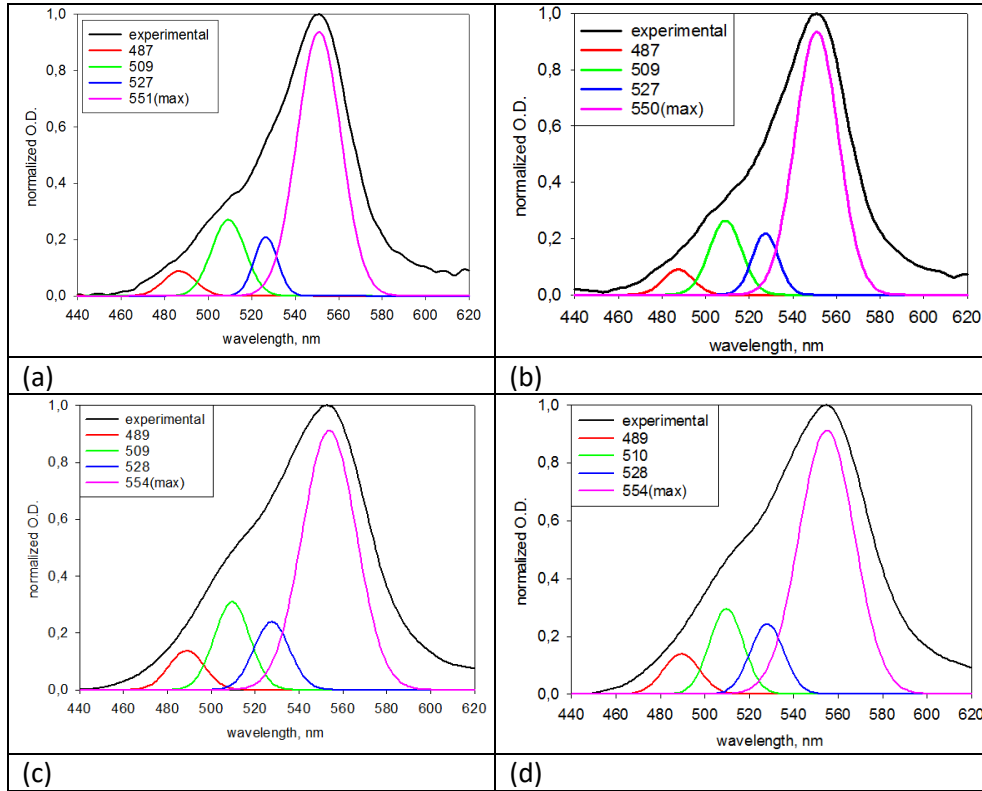 1,0
0,8
0,6
0,4
0,2
0,0
normalized O.D.
experimental
487
509
527
551(max)
440 460 480 500 520 540 560 580 600 620
wavelength, nm
(a)
1,0
0,8
0,6
0,4
0,2
0,0
normalized O.D.
experimental
487
509
527
550(max)
440 460 480 500 520 540 560 580 600 620
wavelength, nm
(b)
1,0
0,8
0,6
0,4
0,2
0,0
normalized O.D.
experimental
489
509
528
554(max)
440 460 480 500 520 540 560 580 600 620
wavelength, nm
(c)
1,0
0,8
0,6
0,4
0,2
0,0
normalized O.D.
experimental
489
510
528
554(max)
440 460 480 500 520 540 560 580 600 620
wavelength, nm
(d)